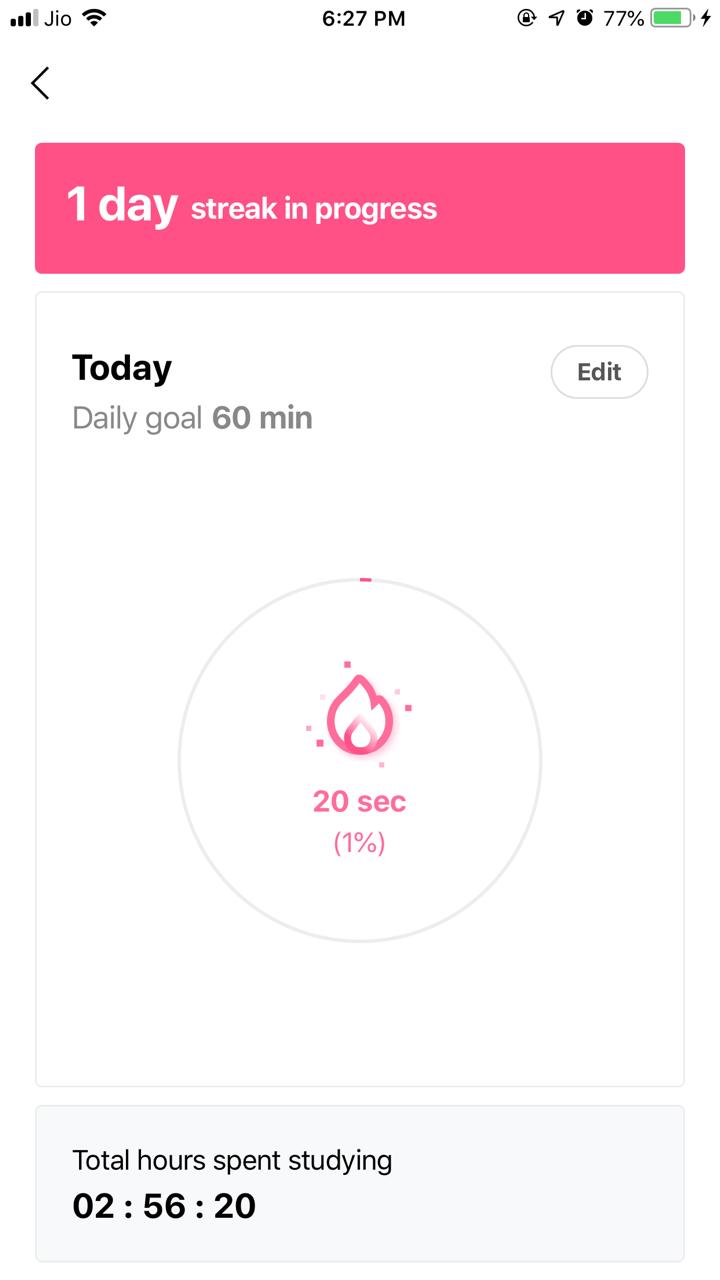 Jio 6:27 PM 77%
1 day streak in progress
Today
Edit
Daily goal 60 min
20 sec
(1%)
Total hours spent studying
02 : 56 : 20